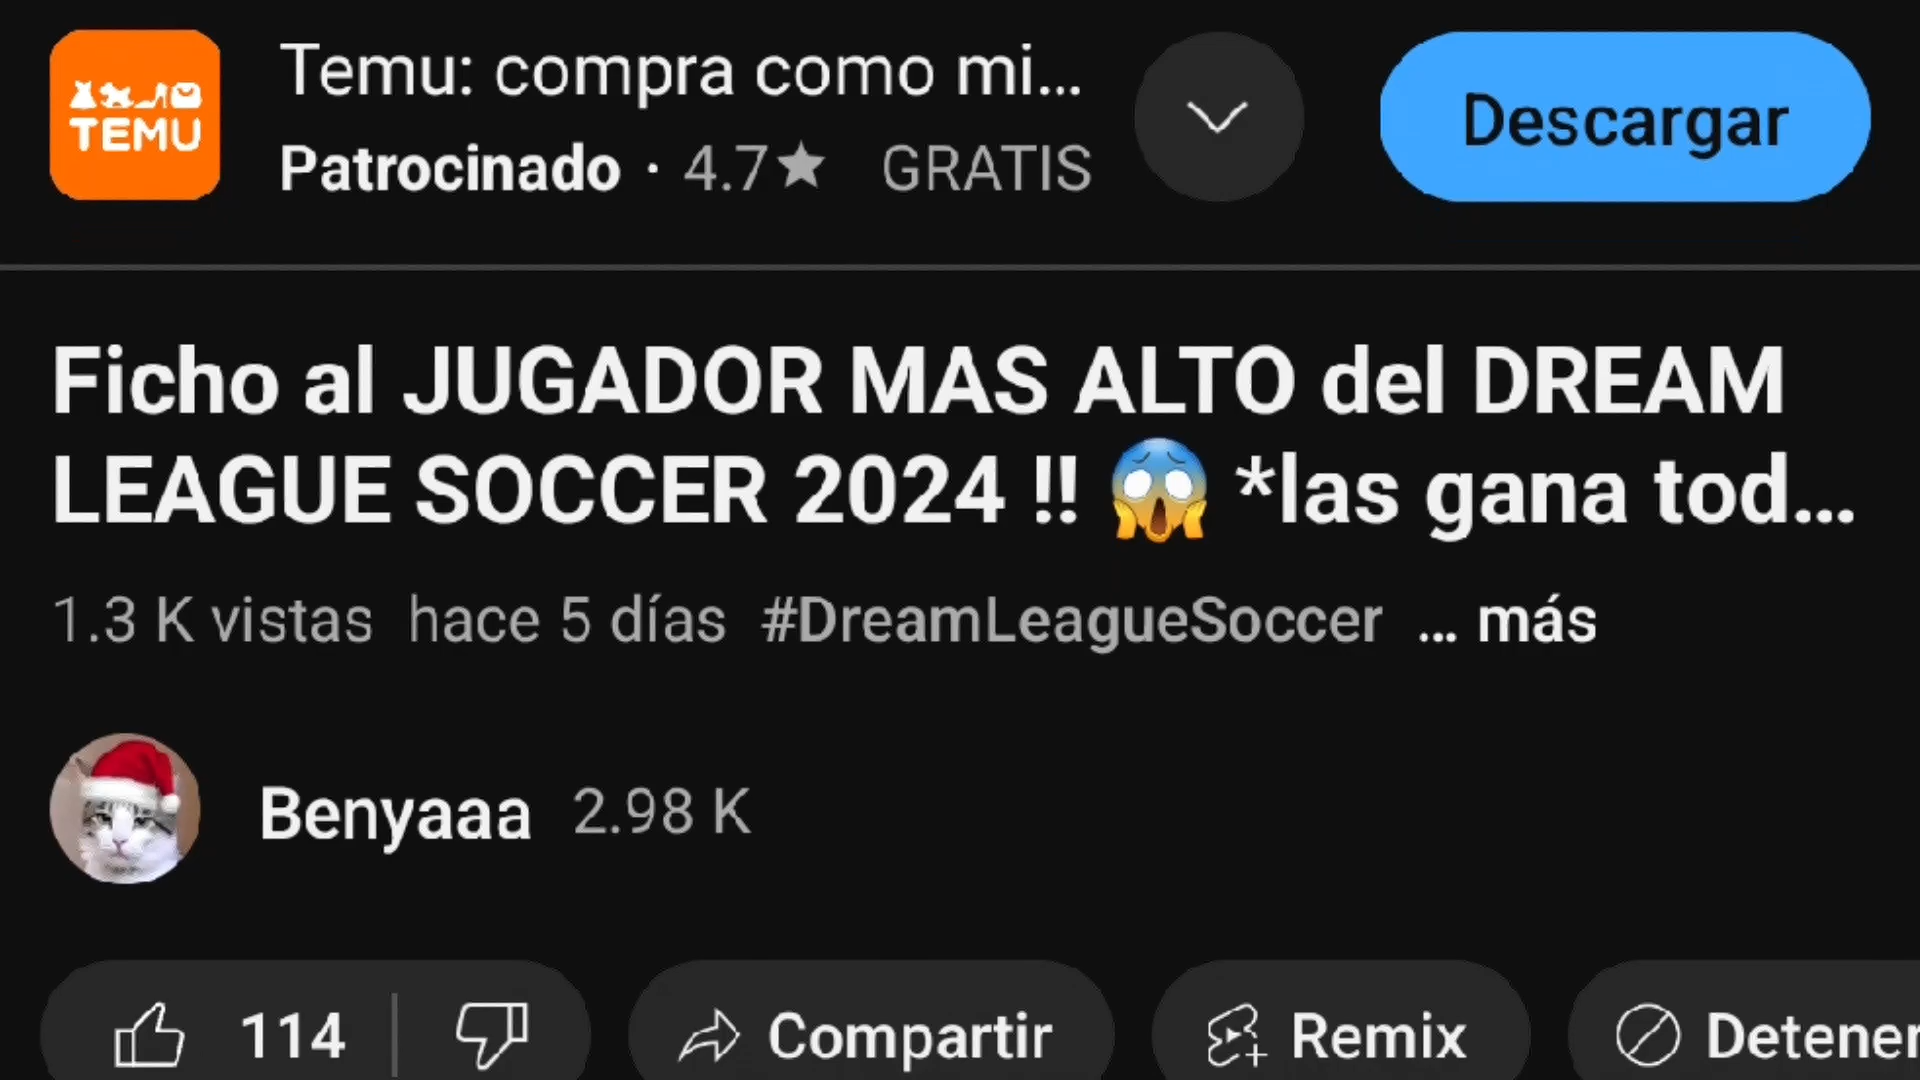 TEMU
Temu: compra como mi...
Patrocinado · 4.7★ GRATIS
Descargar
Ficho al JUGADOR MAS ALTO del DREAM
LEAGUE SOCCER 2024 !! 😱 *las gana tod...
1.3 K vistas hace 5 días #DreamLeagueSoccer ... más
Benyaaa 2.98 K
114 Compartir Remix Detener